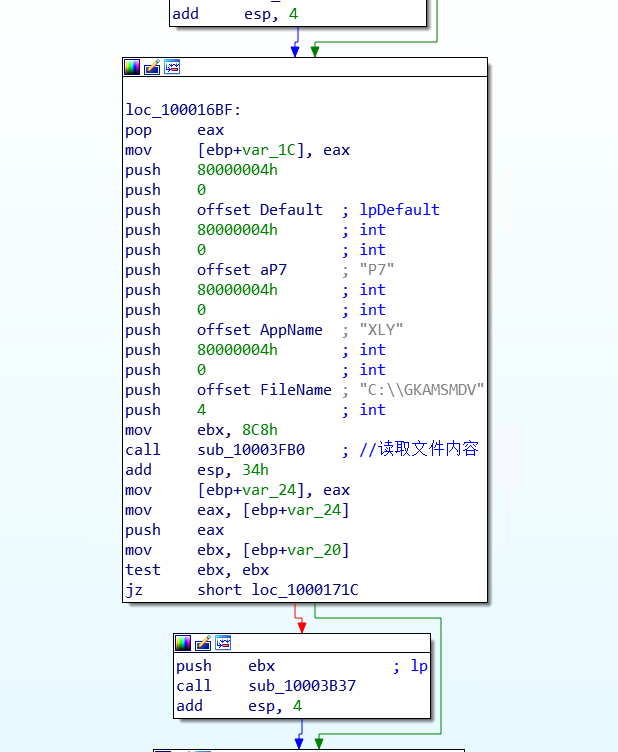 add esp, 4
loc_100016BF:
pop eax
mov [ebp+var_1C], eax
push 80000004h
push 0
push offset Default ; lpDefault
push 80000004h ; int
push 0 ; int
push offset aP7 ; "P7"
push 80000004h ; int
push 0 ; int
push offset AppName ; "XLY"
push 80000004h ; int
push 0 ; int
push offset FileName ; "C:\\GKAMSMDV"
push 4 ; int
mov ebx, 8C8h
call sub_10003FB0 ; //读取文件内容
add esp, 34h
mov [ebp+var_24], eax
mov eax, [ebp+var_24]
push eax
mov ebx, [ebp+var_20]
test ebx, ebx
jz short loc_1000171C
push ebx ; lp
call sub_10003B37
add esp, 4